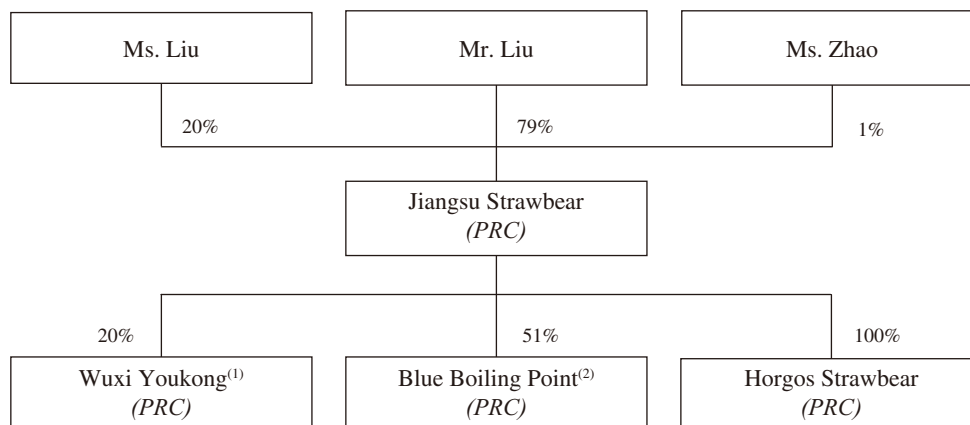 Ms. Liu
Mr. Liu
Ms. Zhao
20%
79%
1%
Jiangsu Strawbear
(PRC)
20%
51%
100%
Wuxi Youkong(1)
(PRC)
Blue Boiling Point(2)
(PRC)
Horgos Strawbear
(PRC)